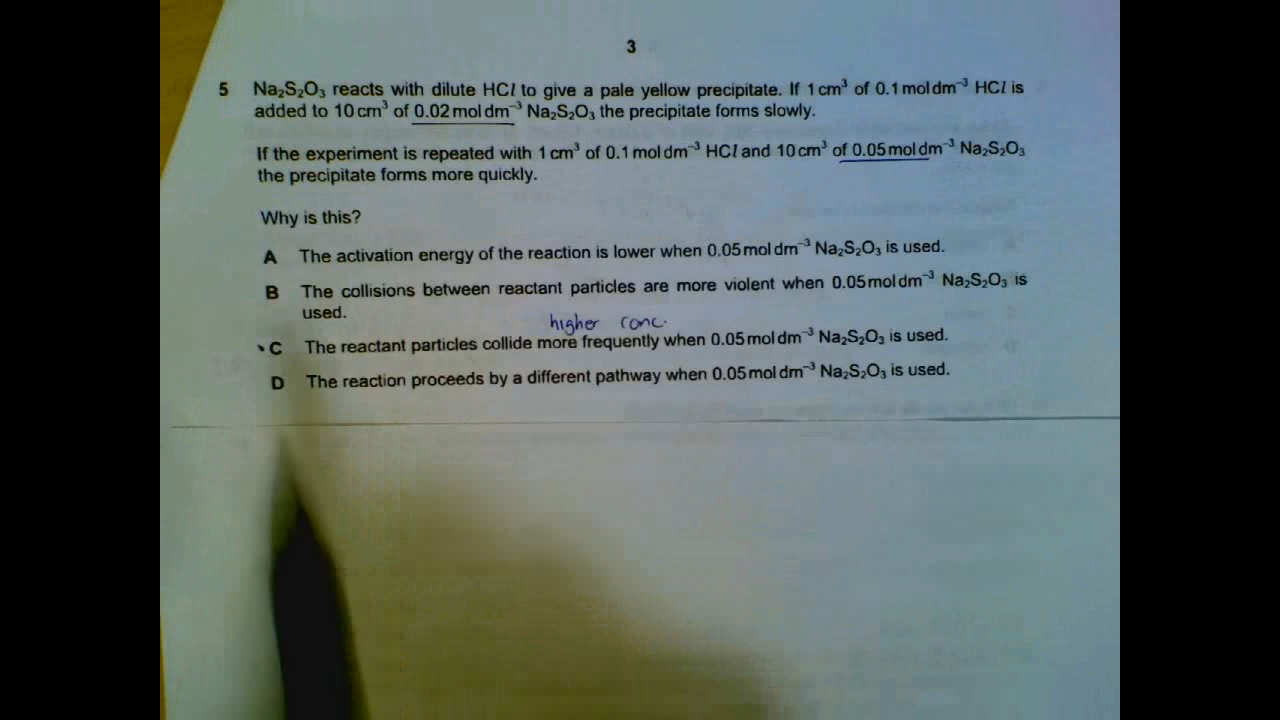 3
5 Na₂S₂O₃ reacts with dilute HCl to give a pale yellow precipitate. If 1 cm³ of 0.1 mol dm⁻³ HCl is
added to 10 cm³ of 0.02 mol dm⁻³ Na₂S₂O₃ the precipitate forms slowly.
If the experiment is repeated with 1 cm³ of 0.1 mol dm⁻³ HCl and 10 cm³ of 0.05 mol dm⁻³ Na₂S₂O₃
the precipitate forms more quickly.
Why is this?
A The activation energy of the reaction is lower when 0.05 mol dm⁻³ Na₂S₂O₃ is used.
B The collisions between reactant particles are more violent when 0.05 mol dm⁻³ Na₂S₂O₃ is
used.
higher conc.
C The reactant particles collide more frequently when 0.05 mol dm⁻³ Na₂S₂O₃ is used.
D The reaction proceeds by a different pathway when 0.05 mol dm⁻³ Na₂S₂O₃ is used.